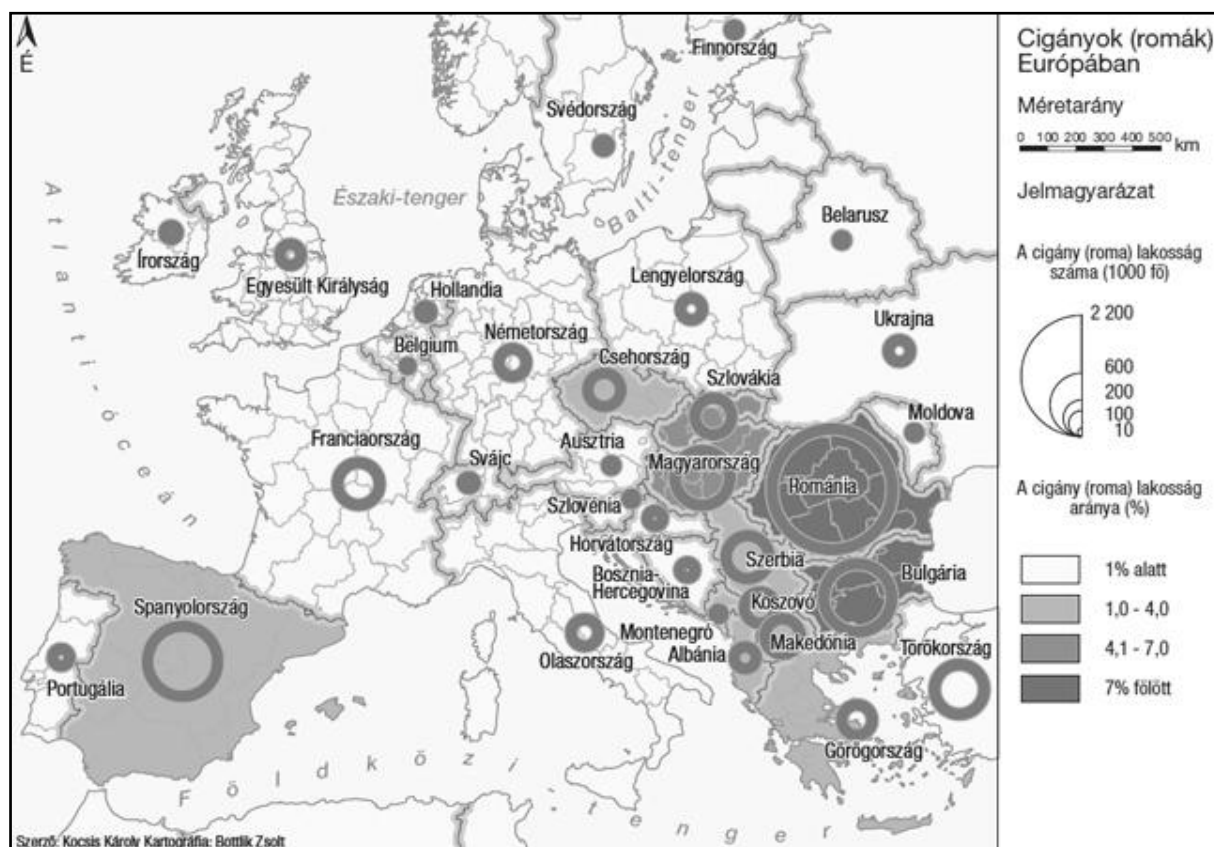 É
Finnország
Svédország
Északi-tenger
Balti-tenger
Atlanti-óceán
Írország
Egyesült Királyság
Hollandia
Belgium
Németország
Lengyelország
Belarusz
Ukrajna
Csehország
Szlovákia
Moldova
Franciaország
Svájc
Ausztria
Magyarország
Románia
Szlovénia
Horvátország
Bosznia-
Hercegovina
Szerbia
Bulgária
Koszovó
Montenegró
Makedónia
Albánia
Olaszország
Törökország
Görögország
Spanyolország
Portugália
Földközi-tenger
Szerző: Kocsis Károly Kartográfia: Bottlik Zsolt
Cigányok (romák)
Európában
Méretarány
0 100 200 300 400 500
km
Jelmagyarázat
A cigány (roma) lakosság
száma (1000 fő)
2 200
600
200
100
10
A cigány (roma) lakosság
aránya (%)
1% alatt
1,0 - 4,0
4,1 - 7,0
7% fölött